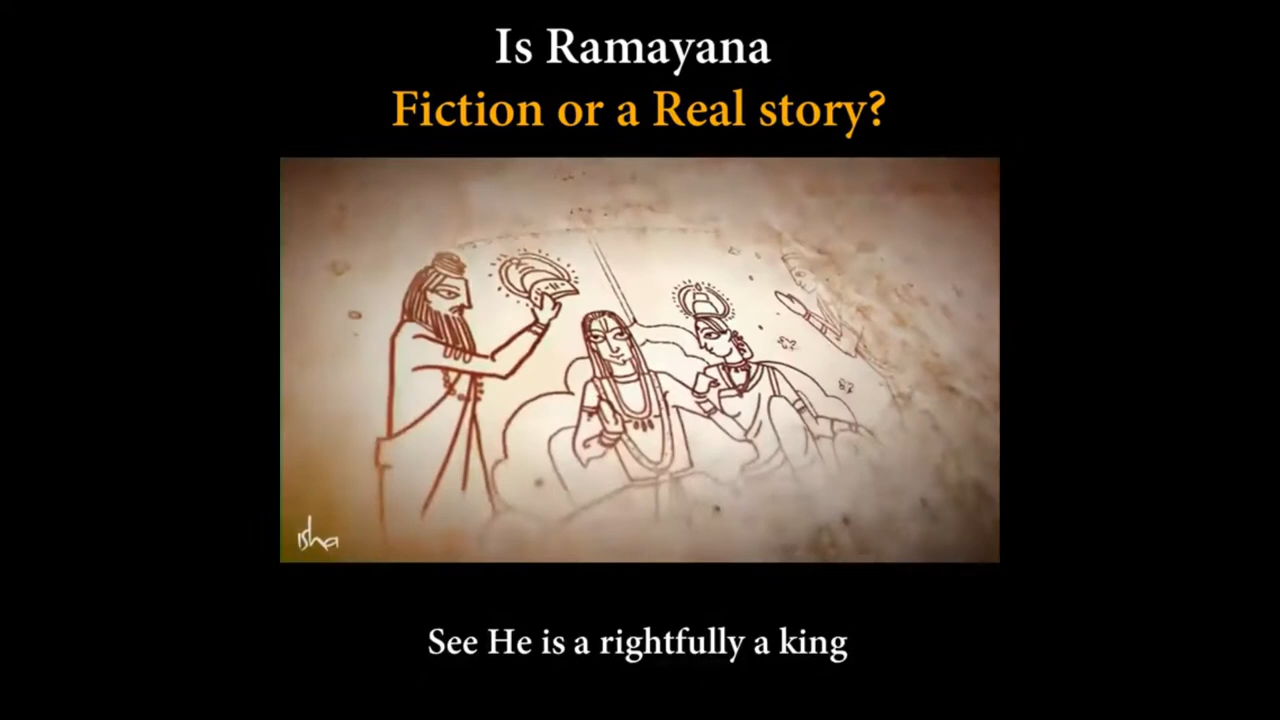 Is Ramayana
Fiction or a Real story?
isha
See He is a rightfully a king